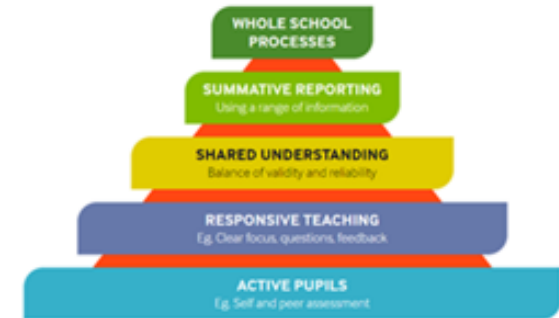 WHOLE SCHOOL
PROCESSES
SUMMATIVE REPORTING
Using a range of information
SHARED UNDERSTANDING
Balance of validity and reliability
RESPONSIVE TEACHING
Eg. Clear focus, questions, feedback
ACTIVE PUPILS
Eg. Self and peer assessment